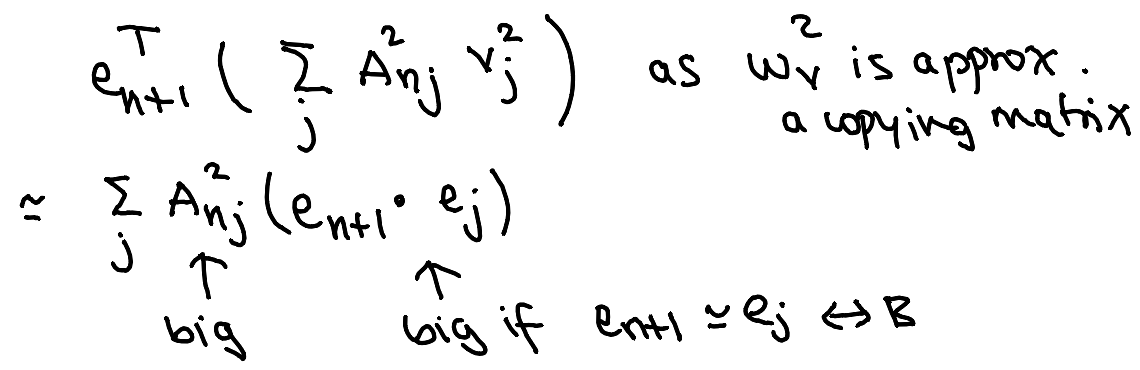 e_{n+1}^T ( Σ_j A_{nj}^2 v_j^2 ) as W_v^2 is approx.
a copying matrix
≃ Σ_j A_{nj}^2 (e_{n+1} · e_j)
↑ ↑
big big if e_{n+1} ≃ e_j ↔ B